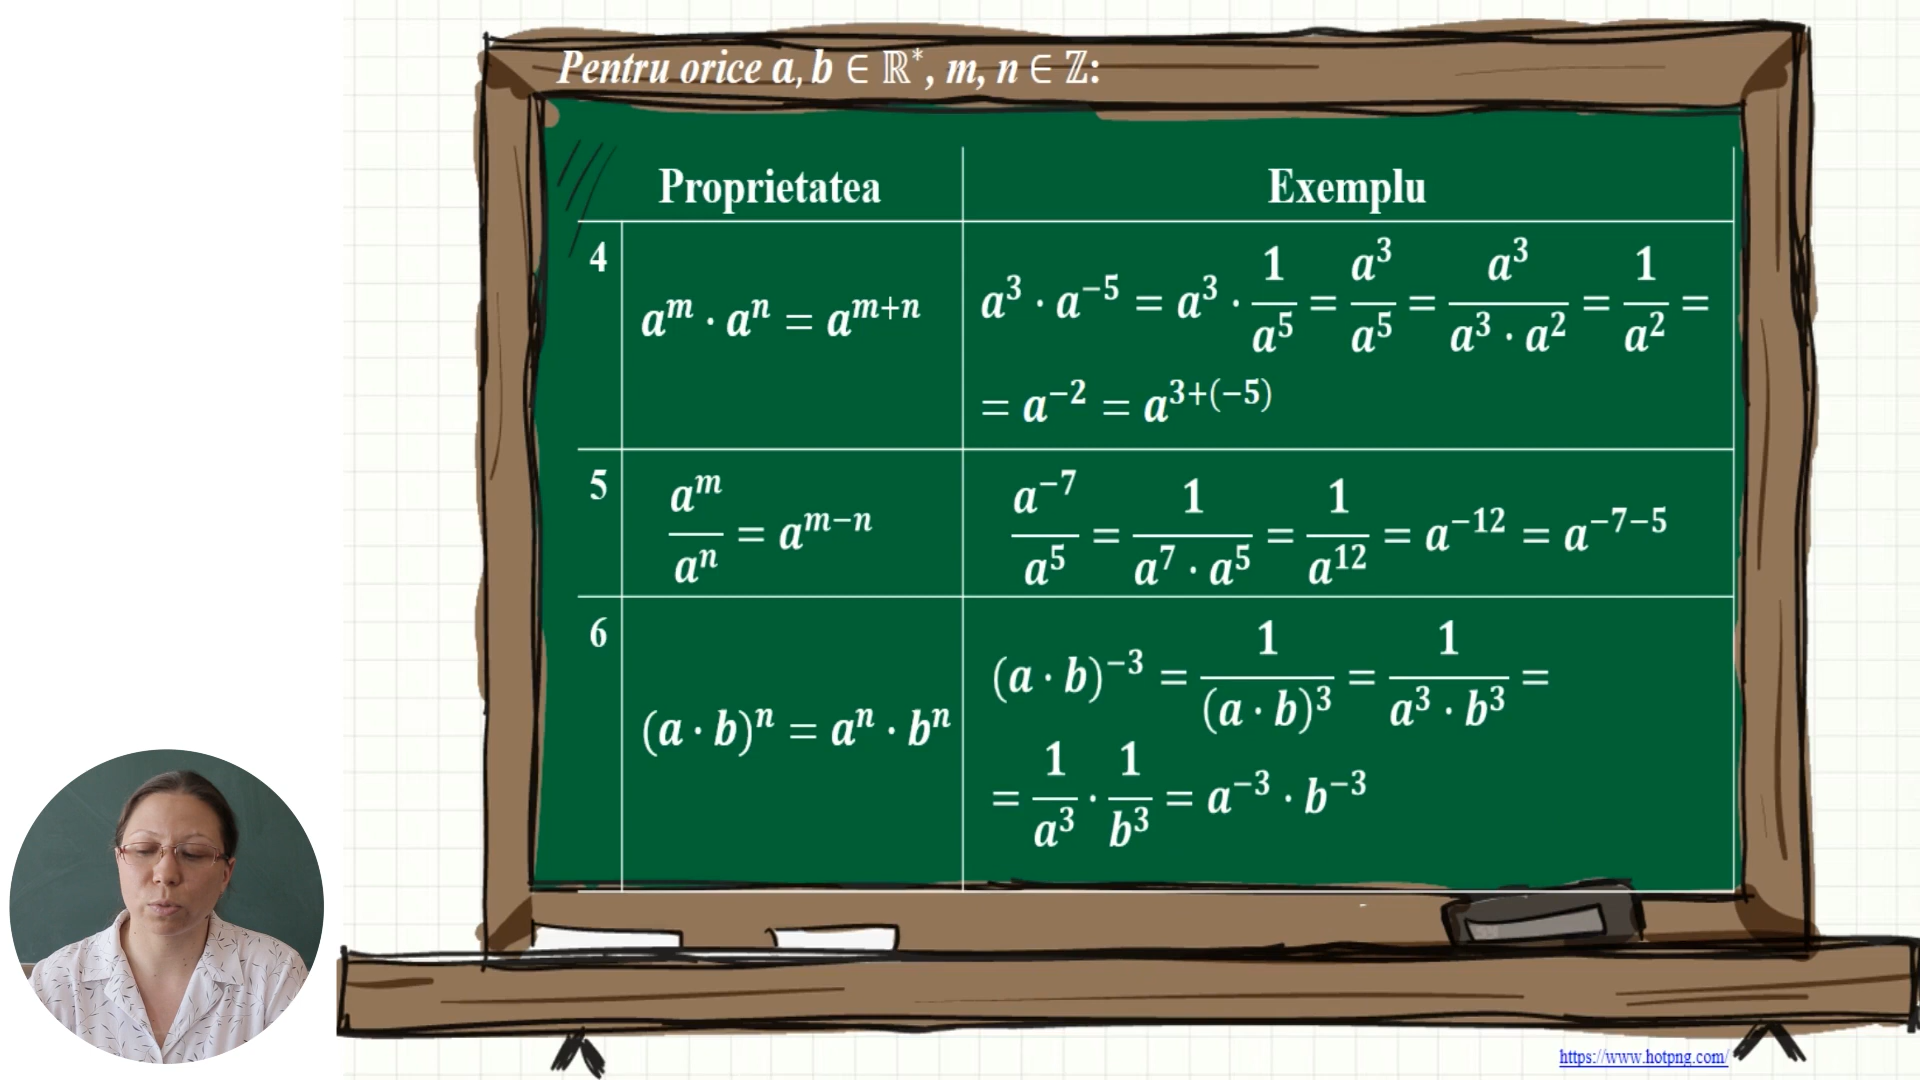 Pentru orice a, b ∈ ℝ*, m, n ∈ ℤ:
Proprietatea Exemplu
4 a^m · a^n = a^{m+n} a^3 · a^{-5} = a^3 · 1/a^5 = a^3/a^5 = a^3/(a^3 · a^2) = 1/a^2 =
= a^{-2} = a^{3+(-5)}
5 a^m/a^n = a^{m-n} a^{-7}/a^5 = 1/(a^7 · a^5) = 1/a^{12} = a^{-12} = a^{-7-5}
6 (a · b)^n = a^n · b^n (a · b)^{-3} = 1/(a · b)^3 = 1/(a^3 · b^3) =
= 1/a^3 · 1/b^3 = a^{-3} · b^{-3}
https://www.hotpng.com/